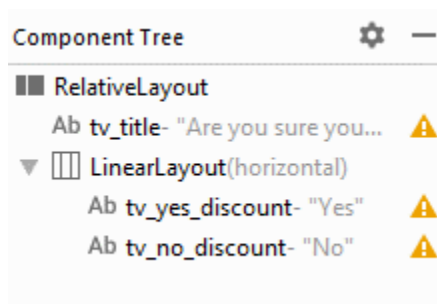 Component Tree
RelativeLayout
Ab tv_title- "Are you sure you...
LinearLayout(horizontal)
Ab tv_yes_discount- "Yes"
Ab tv_no_discount- "No"